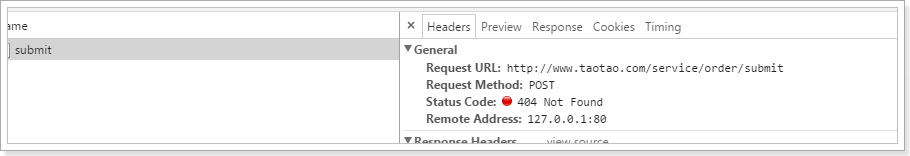 ame
× Headers Preview Response Cookies Timing
submit
▼General
Request URL: http://www.taotao.com/service/order/submit
Request Method: POST
Status Code: 404 Not Found
Remote Address: 127.0.0.1:80
▼Response Headers view source